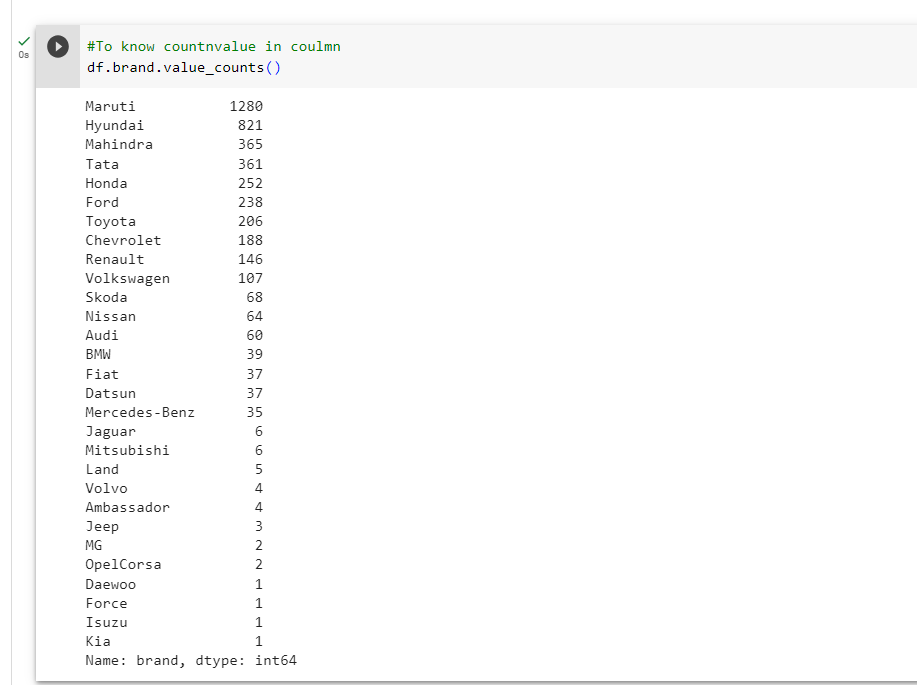 #To know countnvalue in coulmn
df.brand.value_counts()
0s
Maruti 1280
Hyundai 821
Mahindra 365
Tata 361
Honda 252
Ford 238
Toyota 206
Chevrolet 188
Renault 146
Volkswagen 107
Skoda 68
Nissan 64
Audi 60
BMW 39
Fiat 37
Datsun 37
Mercedes-Benz 35
Jaguar 6
Mitsubishi 6
Land 5
Volvo 4
Ambassador 4
Jeep 3
MG 2
OpelCorsa 2
Daewoo 1
Force 1
Isuzu 1
Kia 1
Name: brand, dtype: int64